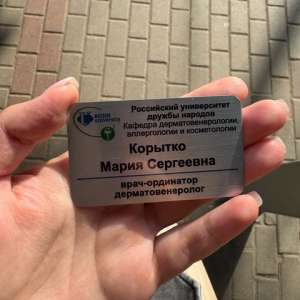 Российский университет
дружбы народов
Кафедра дерматовенерологии,
аллергологии и косметологии
Корытко
Мария Сергеевна
врач-ординатор
дерматовенеролог